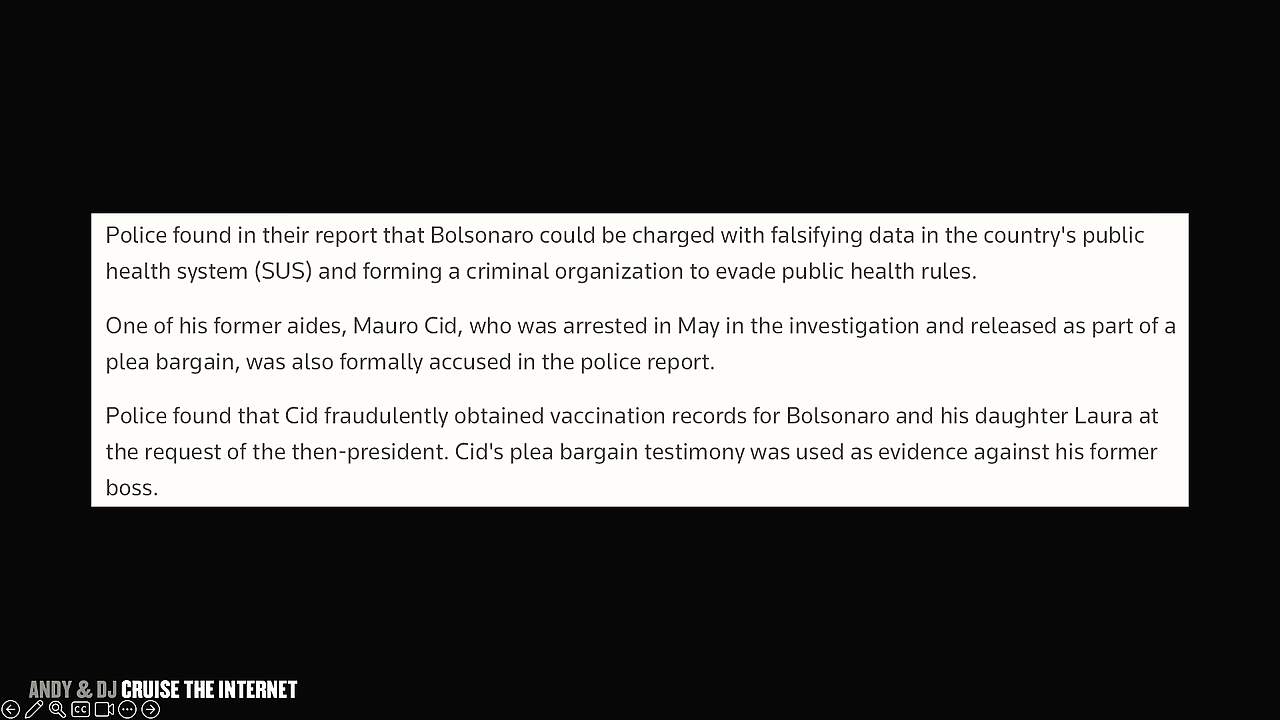 Police found in their report that Bolsonaro could be charged with falsifying data in the country's public
health system (SUS) and forming a criminal organization to evade public health rules.
One of his former aides, Mauro Cid, who was arrested in May in the investigation and released as part of a
plea bargain, was also formally accused in the police report.
Police found that Cid fraudulently obtained vaccination records for Bolsonaro and his daughter Laura at
the request of the then-president. Cid's plea bargain testimony was used as evidence against his former
boss.
ANDY & DJ CRUISE THE INTERNET
CC